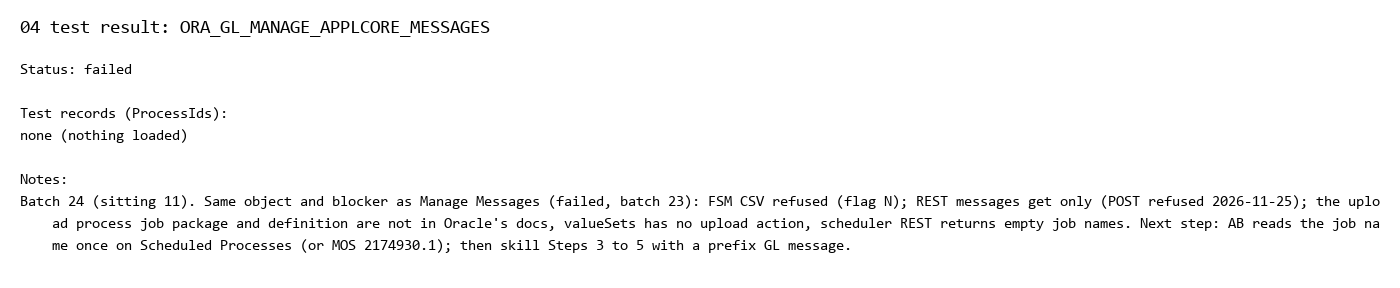 04 test result: ORA_GL_MANAGE_APPLCORE_MESSAGES
Status: failed
Test records (ProcessIds):
none (nothing loaded)
Notes:
Batch 24 (sitting 11). Same object and blocker as Manage Messages (failed, batch 23): FSM CSV refused (flag N); REST messages get only (POST refused 2026-11-25); the uplo
ad process job package and definition are not in Oracle's docs, valueSets has no upload action, scheduler REST returns empty job names. Next step: AB reads the job na
me once on Scheduled Processes (or MOS 2174930.1); then skill Steps 3 to 5 with a prefix GL message.